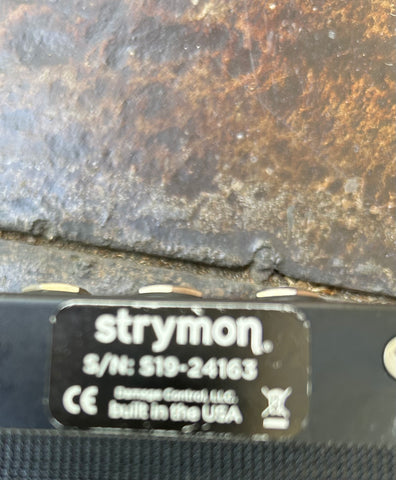 strymon.
S/N: S19-24163
Damage Control, LLC.
CE built in the USA